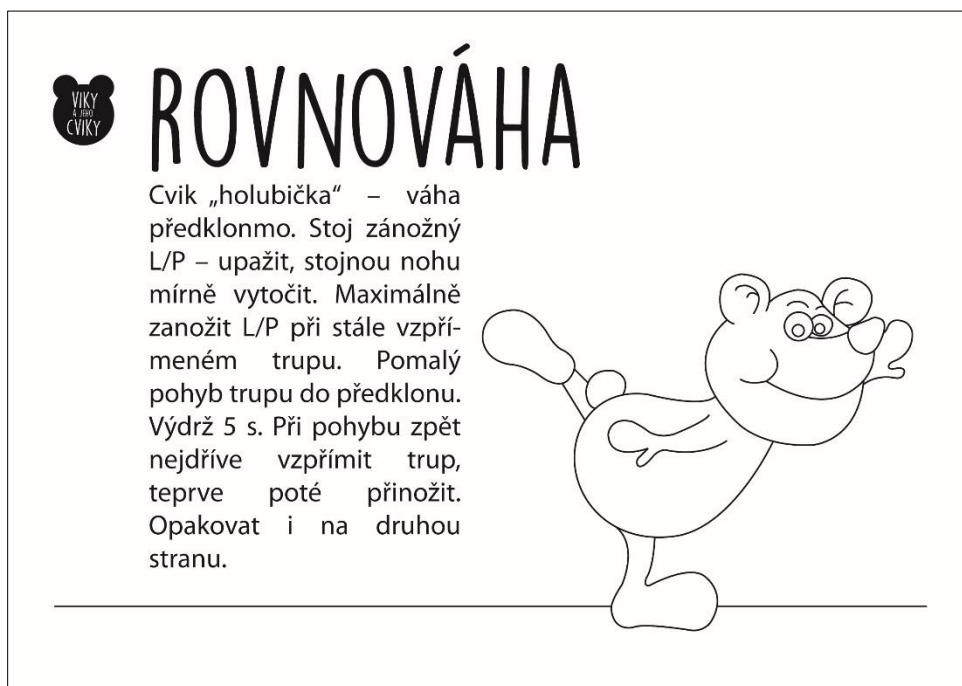 VIKY
A JEHO
CVIKY
ROVNOVÁHA
Cvik „holubička“ – váha
předklonmo. Stoj zánožný
L/P – upažit, stojnou nohu
mírně vytočit. Maximálně
zanožit L/P při stále vzpří-
meném trupu. Pomalý
pohyb trupu do předklonu.
Výdrž 5 s. Při pohybu zpět
nejdříve vzpřímit trup,
teprve poté přinožit.
Opakovat i na druhou
stranu.